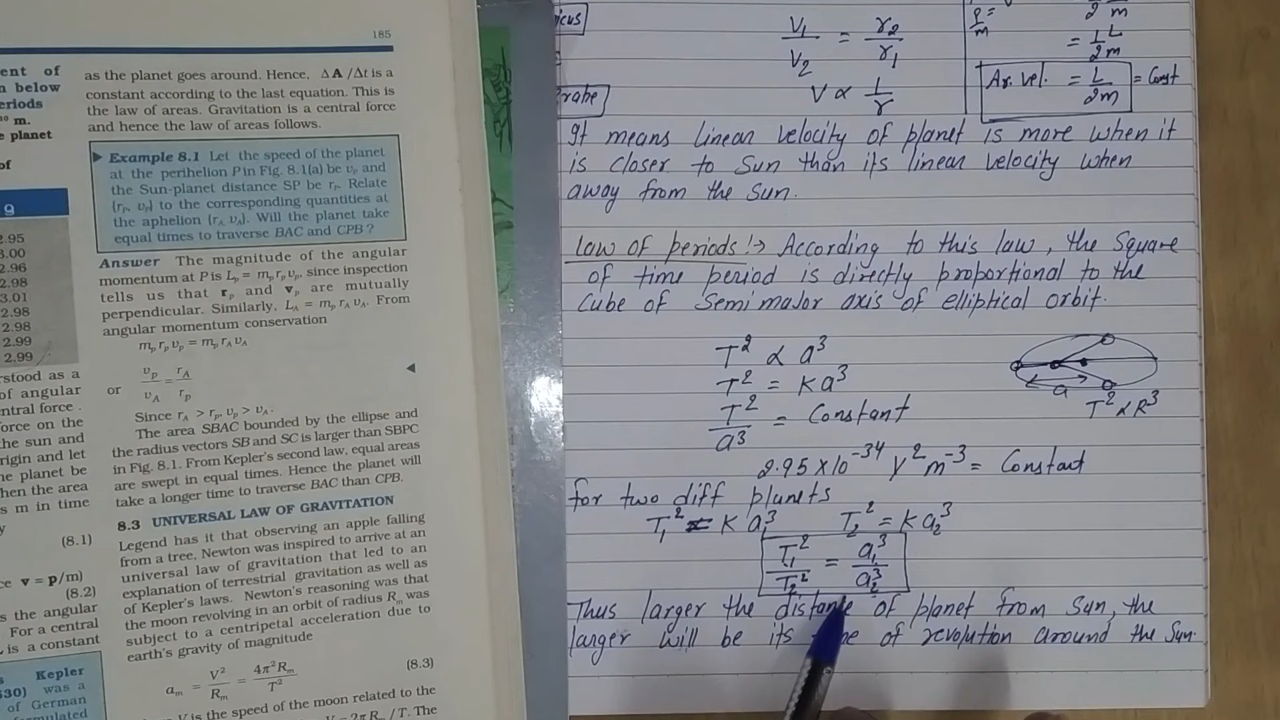 185
ent of
n below
eriods
m.
e planet
of
9
2.95
3.00
2.96
2.98
3.01
2.98
2.98
2.99
2.99
rstood as a
of angular
ntral force .
orce on the
he sun and
rigin and let
he planet be
hen the area
s m in time
y
(8.1)
ce v = p/m)
(8.2)
s the angular
For a central
L is a constant
Kepler
630) was a
of German
as the planet goes around. Hence, Δ A /Δt is a
constant according to the last equation. This is
the law of areas. Gravitation is a central force
and hence the law of areas follows.
Example 8.1 Let the speed of the planet
at the perihelion P in Fig. 8.1(a) be υP and
the Sun-planet distance SP be rP. Relate
{rP, υP} to the corresponding quantities at
the aphelion {rA, υA}. Will the planet take
equal times to traverse BAC and CPB ?
Answer The magnitude of the angular
momentum at P is Lp = mp rp υp, since inspection
tells us that rp and vp are mutually
perpendicular. Similarly, LA = mp rA υA. From
angular momentum conservation
mp rp υp = mp rA υA
or υp/υA = rA/rp
Since rA > rp, υp > υA.
The area SBAC bounded by the ellipse and
the radius vectors SB and SC is larger than SBPC
in Fig. 8.1. From Kepler's second law, equal areas
are swept in equal times. Hence the planet will
take a longer time to traverse BAC than CPB.
8.3 UNIVERSAL LAW OF GRAVITATION
Legend has it that observing an apple falling
from a tree, Newton was inspired to arrive at an
universal law of gravitation that led to an
explanation of terrestrial gravitation as well as
of Kepler's laws. Newton's reasoning was that
the moon revolving in an orbit of radius Rm was
subject to a centripetal acceleration due to
earth's gravity of magnitude
am = V²/Rm = 4π²Rm/T² (8.3)
is the speed of the moon related to the
V = 2πRm/T. The
icus
rahe
V1/V2 = r2/r1
V ∝ 1/r
= 1/2 L/m
Ar. vel. = L/2m = Const
It means linear velocity of planet is more when it
is closer to Sun than its linear velocity when
away from the Sun.
Law of periods :→ According to this law, the Square
of time period is directly proportional to the
Cube of Semi major axis of elliptical orbit.
T² ∝ a³
T² = Ka³
T²/a³ = Constant
a
T² ∝ R³
2.95 X10⁻³⁴ Y²m⁻³ = Constant
for two diff planets
T1² = K a³ T2² = K a2³
T1²/T2² = a1³/a2³
Thus larger the distance of planet from Sun, the
larger will be its of revolution around the Sun.